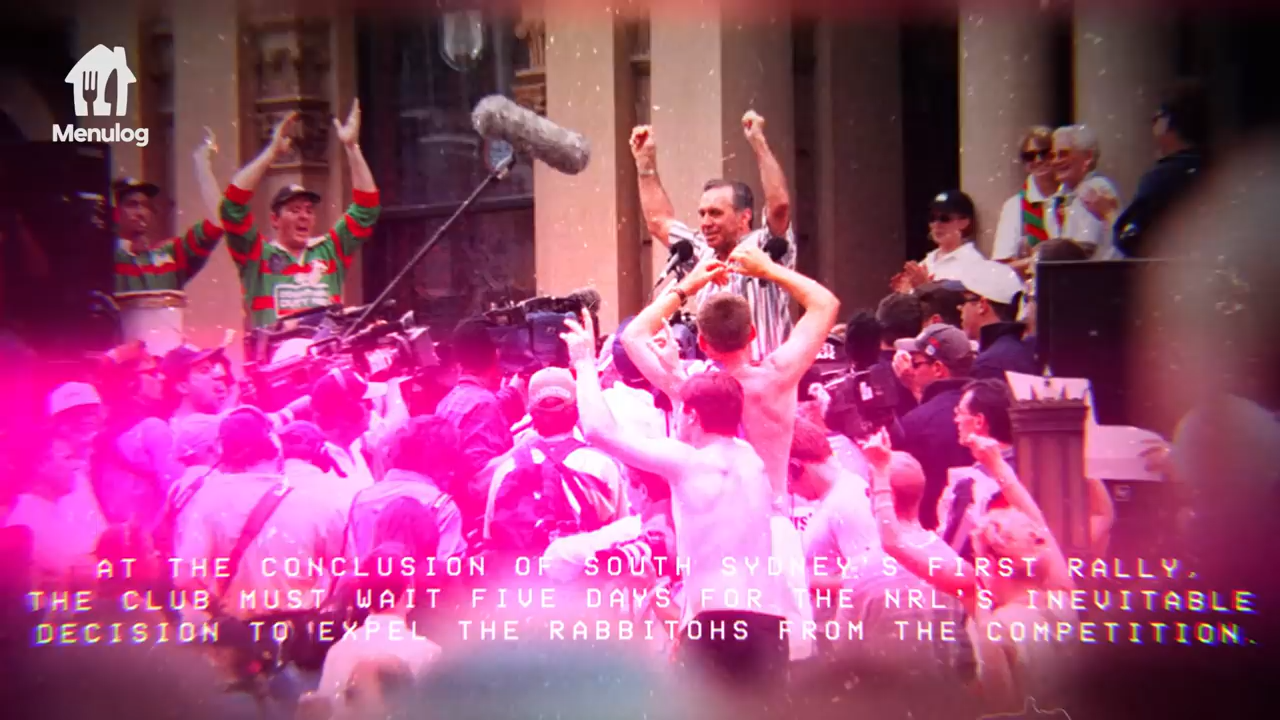 Menulog
AT THE CONCLUSION OF SOUTH SYDNEY'S FIRST RALLY,
THE CLUB MUST WAIT FIVE DAYS FOR THE NRL'S INEVITABLE
DECISION TO EXPEL THE RABBITOHS FROM THE COMPETITION.